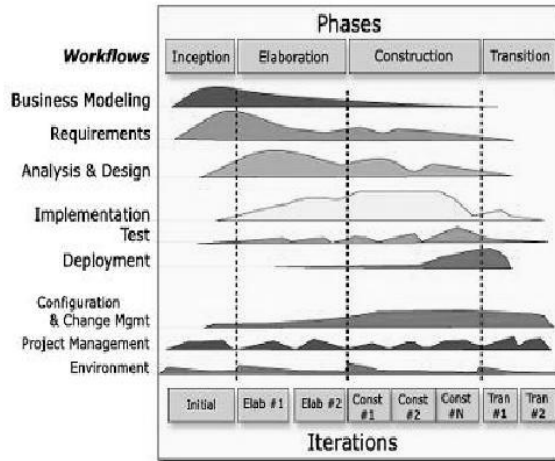 Phases
Workflows Inception Elaboration Construction Transition
Business Modeling
Requirements
Analysis & Design
Implementation
Test
Deployment
Configuration
& Change Mgmt
Project Management
Environment
Initial Elab #1 Elab #2 Const #1 Const #2 Const #N Tran #1 Tran #2
Iterations